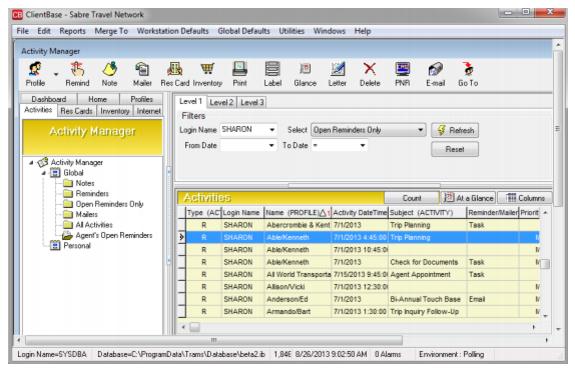 CB ClientBase - Sabre Travel Network
File Edit Reports Merge To Workstation Defaults Global Defaults Utilities Windows Help
Activity Manager
Profile Remind Note Mailer Res Card Inventory Print Label Glance Letter Delete PNR E-mail Go To
Dashboard Home Profiles
Activities Res Cards Inventory Internet
Activity Manager
Activity Manager
Global
Notes
Reminders
Open Reminders Only
Mailers
All Activities
Agent's Open Reminders
Personal
Level 1 Level 2 Level 3
Filters
Login Name SHARON Select Open Reminders Only Refresh
From Date To Date = Reset
Activities Count At a Glance Columns
Type (AC Login Name Name (PROFILE) 1 Activity DateTime Subject (ACTIVITY) Reminder/Mailer Priorit
R SHARON Abercrombie & Kent 7/1/2013 Trip Planning Task
R SHARON Able/Kenneth 7/1/2013 4:45:00 Trip Planning M
R SHARON Able/Kenneth 7/1/2013 10:45:00 M
R SHARON Able/Kenneth 7/1/2013 Check for Documents Task M
R SHARON All World Transporta 7/15/2013 9:45:00 Agent Appointment Task M
R SHARON Allison/Vicki 7/1/2013 12:30:00 M
R SHARON Anderson/Ed 7/1/2013 Bi-Annual Touch Base Email M
R SHARON Armando/Bart 7/1/2013 1:30:00 Trip Inquiry Follow-Up M
Login Name=SYSDBA Database=C:\ProgramData\Trams\Database\beta2.ib 1,84 8/26/2013 9:02:50 AM 0 Alarms Environment : Polling